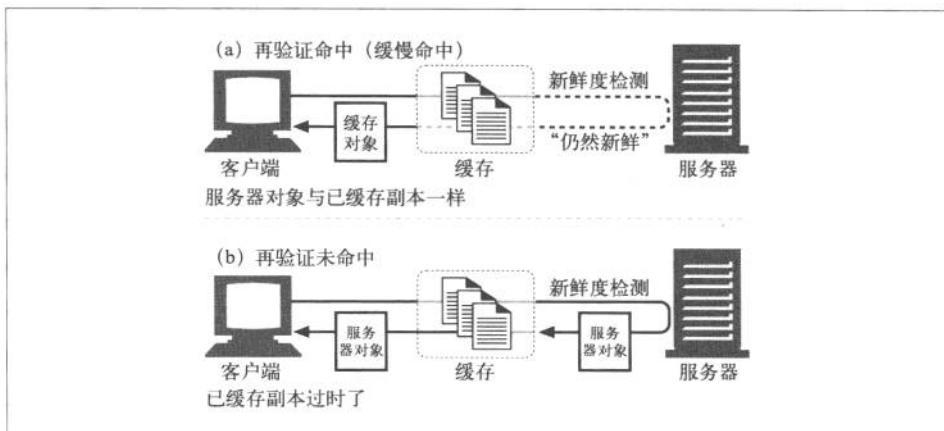 (a) 再验证命中（缓慢命中）
新鲜度检测
缓存
对象
“仍然新鲜”
客户端
缓存
服务器
服务器对象与已缓存副本一样
(b) 再验证未命中
新鲜度检测
服务
器对象
服务
器对象
客户端
缓存
服务器
已缓存副本过时了